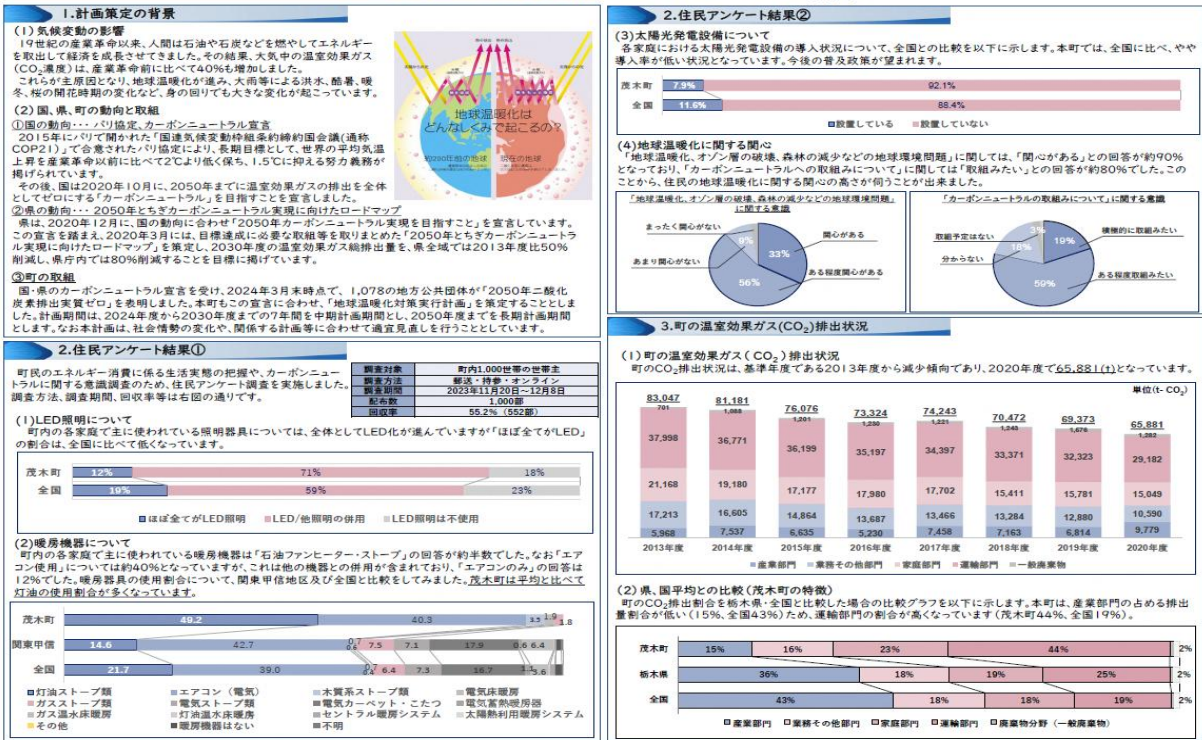 1.計画策定の背景
(1)気候変動の影響
19世紀の産業革命以来、人間は石油や石炭などを燃やしてエネルギー
を取出して経済を成長させてきました。その結果、大気中の温室効果ガス
(CO₂濃度)は、産業革命前に比べて40%も増加しました。
これらが主原因となり、地球温暖化が進み、大雨等による洪水、酷暑、暖
冬、桜の開花時期の変化など、身の回りでも大きな変化が起こっています。
地球温暖化は
どんなしくみで起こるの?
約200年前の地球
現在の地球
(2)国、県、町の動向と取組
①国の動向･･･ パリ協定、カーボンニュートラル宣言
2015年にパリで開かれた「国連気候変動枠組条約締約国会議(通称
COP21)」で合意されたパリ協定により、長期目標として、世界の平均気温
上昇を産業革命以前に比べて2℃より低く保ち、1.5℃に抑える努力義務が
掲げられています。
その後、国は2020年10月に、2050年までに温室効果ガスの排出を全体
としてゼロにする「カーボンニュートラル」を目指すことを宣言しました。
②県の動向･･･ 2050年とちぎカーボンニュートラル実現に向けたロードマップ
県は、2020年12月に、国の動向に合わせ「2050年カーボンニュートラル実現を目指すこと」を宣言しています。
この宣言を踏まえ、2020年3月には、目標達成に必要な取組等を取りまとめた「2050年とちぎカーボンニュート
ラル実現に向けたロードマップ」を策定し、2030年度の温室効果ガス総排出量を、県全域では2013年度比50%
削減し、県庁内では80%削減することを目標に掲げています。
③町の取組
国・県のカーボンニュートラル宣言を受け、2024年3月末時点で、1,078の地方公共団体が「2050年二酸化
炭素排出実質ゼロ」を表明しました。本町もこの宣言に合わせ、「地球温暖化対策実行計画」を策定することとしま
した。計画期間は、2024年度から2030年度までの7年間を中期計画期間とし、2050年度までを長期計画期間
とします。なお本計画は、社会情勢の変化や、関係する計画等に合わせて適宜見直しを行うこととしています。
2.住民アンケート結果①
町民のエネルギー消費に係る生活実態の把握や、カーボンニュー
トラルに関する意識調査のため、住民アンケート調査を実施しました。
調査方法、調査期間、回収率等は右図の通りです。
調査対象 町内1,000世帯の世帯主
調査方法 郵送・持参・オンライン
調査期間 2023年11月20日~12月8日
配布数 1,000部
回収率 55.2% (552部)
(1)LED照明について
町内の各家庭で主に使われている照明器具については、全体としてLED化が進んでいますが「ほぼ全てがLED」
の割合は、全国に比べて低くなっています。
茂木町 12% 71% 18%
全国 19% 59% 23%
ほぼ全てがLED照明 LED/他照明の併用 LED照明は不使用
(2)暖房機器について
町内の各家庭で主に使われている暖房機器は「石油ファンヒーター・ストーブ」の回答が約半数でした。なお「エア
コン使用」については約40%となっていますが、これは他の機器との併用が含まれており、「エアコンのみ」の回答は
12%でした。暖房器具の使用割合について、関東甲信地区及び全国と比較をしてみました。茂木町は平均と比べて
灯油の使用割合が多くなっています。
茂木町 49.2 40.3 3.5 1.9 1.8
関東甲信 14.6 42.7 0.7 0.6 7.5 7.1 17.9 0.6 6.4
全国 21.7 39.0 0.7 0.4 6.4 7.3 16.7 1.1 5.6
灯油ストーブ類 エアコン(電気) 木質系ストーブ類 電気床暖房
ガスストーブ類 電気ストーブ類 電気カーペット・こたつ 電気蓄熱暖房器
ガス温水床暖房 灯油温水床暖房 セントラル暖房システム 太陽熱利用暖房システム
その他 暖房機器はない 不明
2.住民アンケート結果②
(3)太陽光発電設備について
各家庭における太陽光発電設備の導入状況について、全国との比較を以下に示します。本町では、全国に比べ、やや
導入率が低い状況となっています。今後の普及政策が望まれます。
茂木町 7.9% 92.1%
全国 11.6% 88.4%
設置している 設置していない
(4)地球温暖化に関する関心
「地球温暖化、オゾン層の破壊、森林の減少などの地球環境問題」に関しては、「関心がある」との回答が約90%
となっており、「カーボンニュートラルへの取組みについて」に関しては「取組みたい」との回答が約80%でした。この
ことから、住民の地球温暖化に関する関心の高さが伺うことが出来ました。
「地球温暖化、オゾン層の破壊、森林の減少などの地球環境問題」
に関する意識
まったく関心がない
9%
関心がある
33%
あまり関心がない
56%
ある程度関心がある
「カーボンニュートラルの取組みについて」に関する意識
取組予定はない
3%
19%
積極的に取組みたい
分からない
18%
59%
ある程度取組みたい
3.町の温室効果ガス(CO₂)排出状況
(1)町の温室効果ガス(CO₂)排出状況
町のCO₂排出状況は、基準年度である2013年度から減少傾向であり、2020年度で65,881(t)となっています。
単位(t- CO₂)
83,047 81,181 76,076 73,324 74,243 70,472 69,373 65,881
701 1,088 1,201 1,230 1,221 1,243 1,576 1,282
37,998 36,771 36,199 35,197 34,397 33,371 32,323 29,182
21,168 19,180 17,177 17,980 17,702 15,411 15,781 15,049
17,213 16,605 14,864 13,687 13,466 13,284 12,880 10,590
5,968 7,537 6,635 5,230 7,458 7,163 6,814 9,779
2013年度 2014年度 2015年度 2016年度 2017年度 2018年度 2019年度 2020年度
産業部門 業務その他部門 家庭部門 運輸部門 一般廃棄物
(2)県、国平均との比較(茂木町の特徴)
町のCO₂排出割合を栃木県・全国と比較した場合の比較グラフを以下に示します。本町は、産業部門の占める排出
量割合が低い(15%、全国43%)ため、運輸部門の割合が高くなっています(茂木町44%、全国19%)。
茂木町 15% 16% 23% 44% 2%
栃木県 36% 18% 19% 25% 2%
全国 43% 18% 18% 19% 2%
産業部門 業務その他部門 家庭部門 運輸部門 廃棄物分野(一般廃棄物)